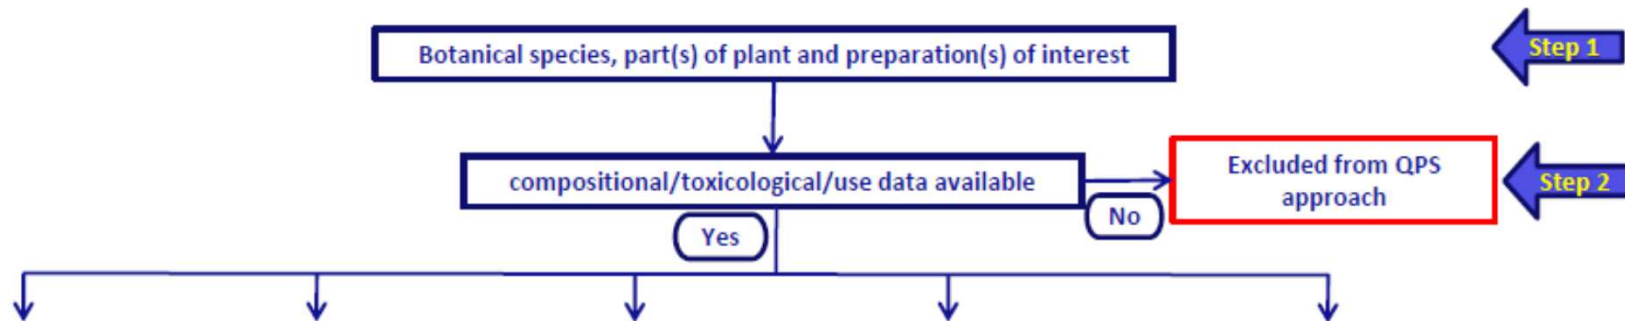 Botanical species, part(s) of plant and preparation(s) of interest
Step 1
compositional/toxicological/use data available
Excluded from QPS
approach
Step 2
No
Yes